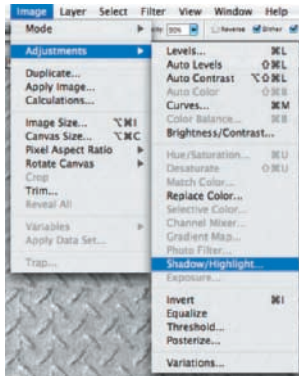 Image Layer Select Filter View Window Help
50% Reverse Dither
Mode
Adjustments
Duplicate...
Apply Image...
Calculations...
Image Size... ⌥⌘I
Canvas Size... ⌥⌘C
Pixel Aspect Ratio
Rotate Canvas
Crop
Trim...
Reveal All
Variables
Apply Data Set...
Trap...
Levels... ⌘L
Auto Levels ⇧⌘L
Auto Contrast ⌥⇧⌘L
Auto Color ⇧⌘B
Curves... ⌘M
Color Balance... ⌘B
Brightness/Contrast...
Hue/Saturation... ⌘U
Desaturate ⇧⌘U
Match Color...
Replace Color...
Selective Color...
Channel Mixer...
Gradient Map...
Photo Filter...
Shadow/Highlight...
Exposure...
Invert ⌘I
Equalize
Threshold...
Posterize...
Variations...